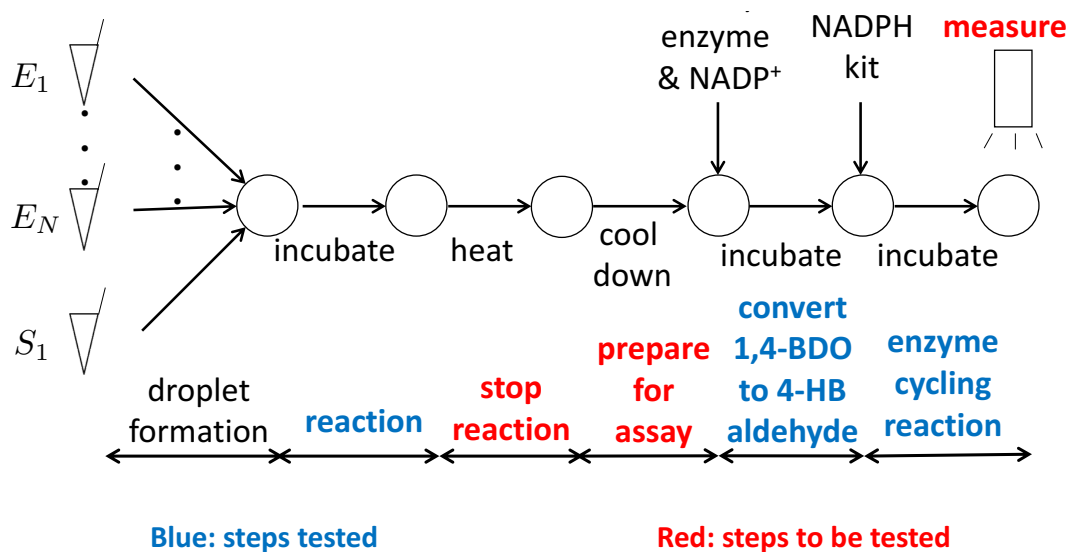 enzyme
& NADP⁺
NADPH
kit
measure
E₁
E_N
S₁
incubate
heat
cool
down
incubate
incubate
droplet
formation
reaction
stop
reaction
prepare
for
assay
convert
1,4-BDO
to 4-HB
aldehyde
enzyme
cycling
reaction
Blue: steps tested
Red: steps to be tested